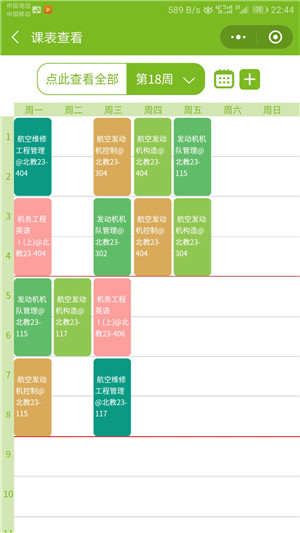 中国电信
中国移动
589 B/s
22:44
课表查看
点此查看全部
第18周
周一 周二 周三 周四 周五 周六 周日
1
2
3
4
5
6
7
8
9
10
11
航空维修
工程管理
@北教23-
404
航空发动
机控制@
北教23-
304
航空发动
机构造@
北教23-
404
发动机机
队管理@
北教23-
115
机务工程
英语
I (上)@北
教23-404
发动机机
队管理@
北教23-
302
航空发动
机控制@
北教23-
404
航空发动
机构造@
北教23-
304
发动机机
队管理@
北教23-
115
航空发动
机构造@
北教23-
117
机务工程
英语
I (上)@北
教23-406
航空发动
机控制@
北教23-
115
航空维修
工程管理
@北教23-
117